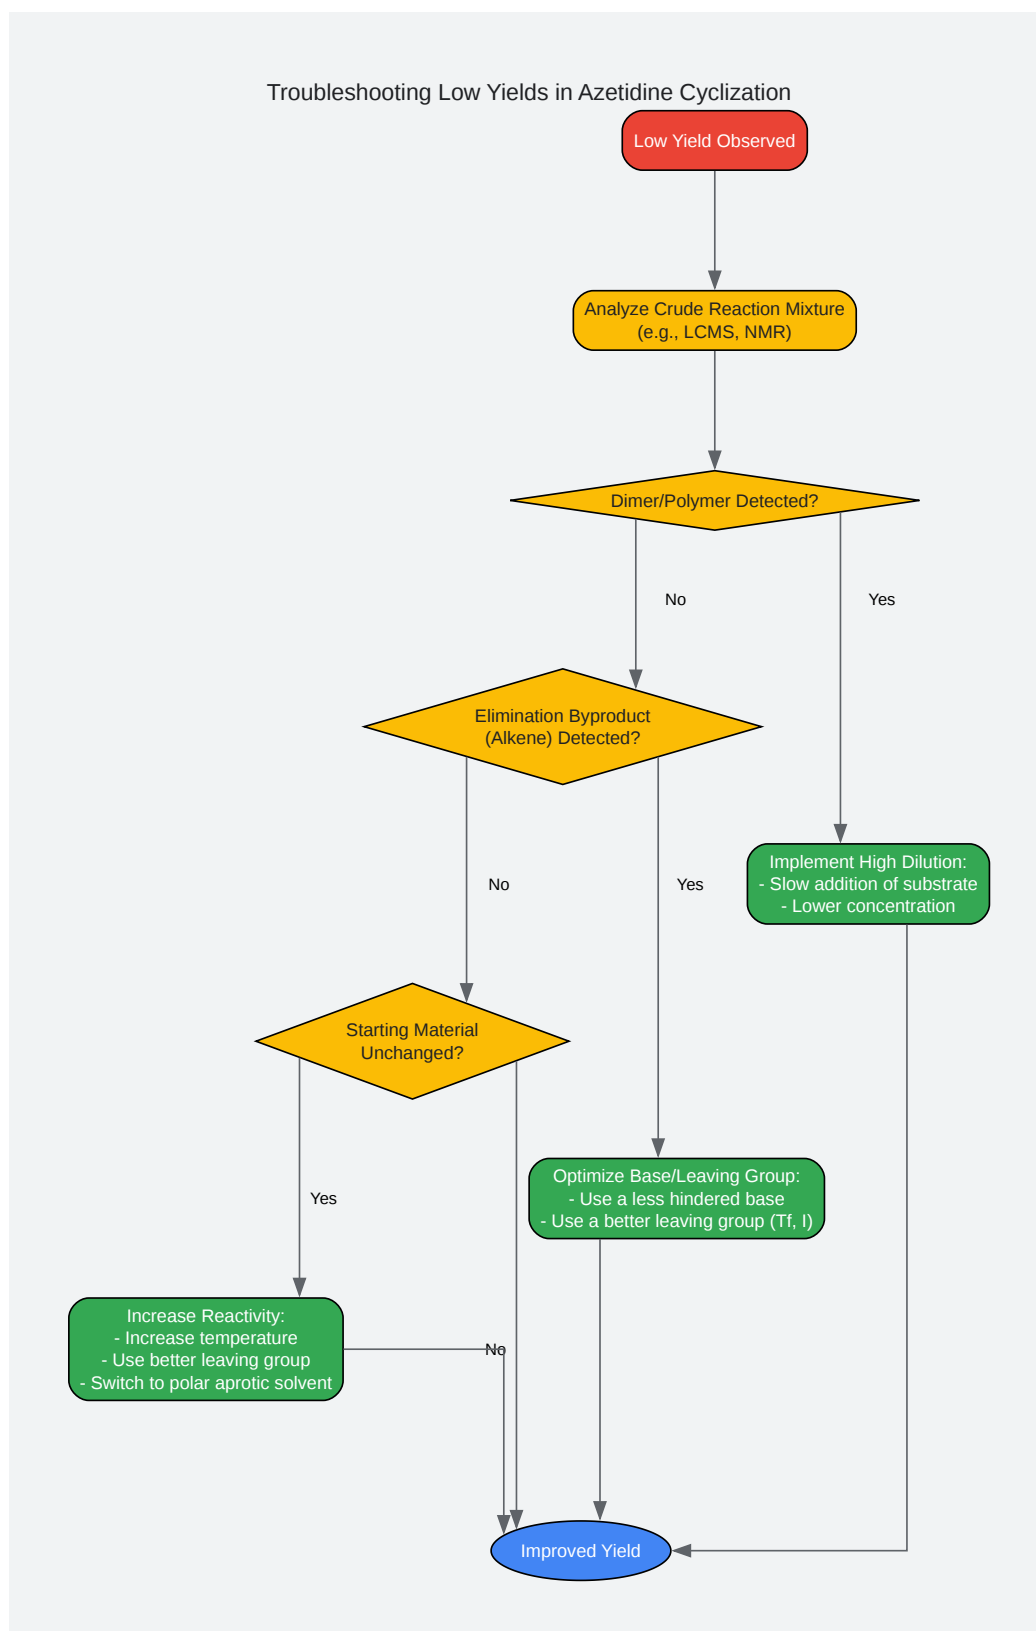 Troubleshooting Low Yields in Azetidine Cyclization
Low Yield Observed
Analyze Crude Reaction Mixture
(e.g., LCMS, NMR)
Dimer/Polymer Detected?
No
Yes
Elimination Byproduct
(Alkene) Detected?
Implement High Dilution:
- Slow addition of substrate
- Lower concentration
No
Yes
Starting Material
Unchanged?
Optimize Base/Leaving Group:
- Use a less hindered base
- Use a better leaving group (Tf, I)
Yes
Increase Reactivity:
- Increase temperature
- Use better leaving group
- Switch to polar aprotic solvent
No
Improved Yield